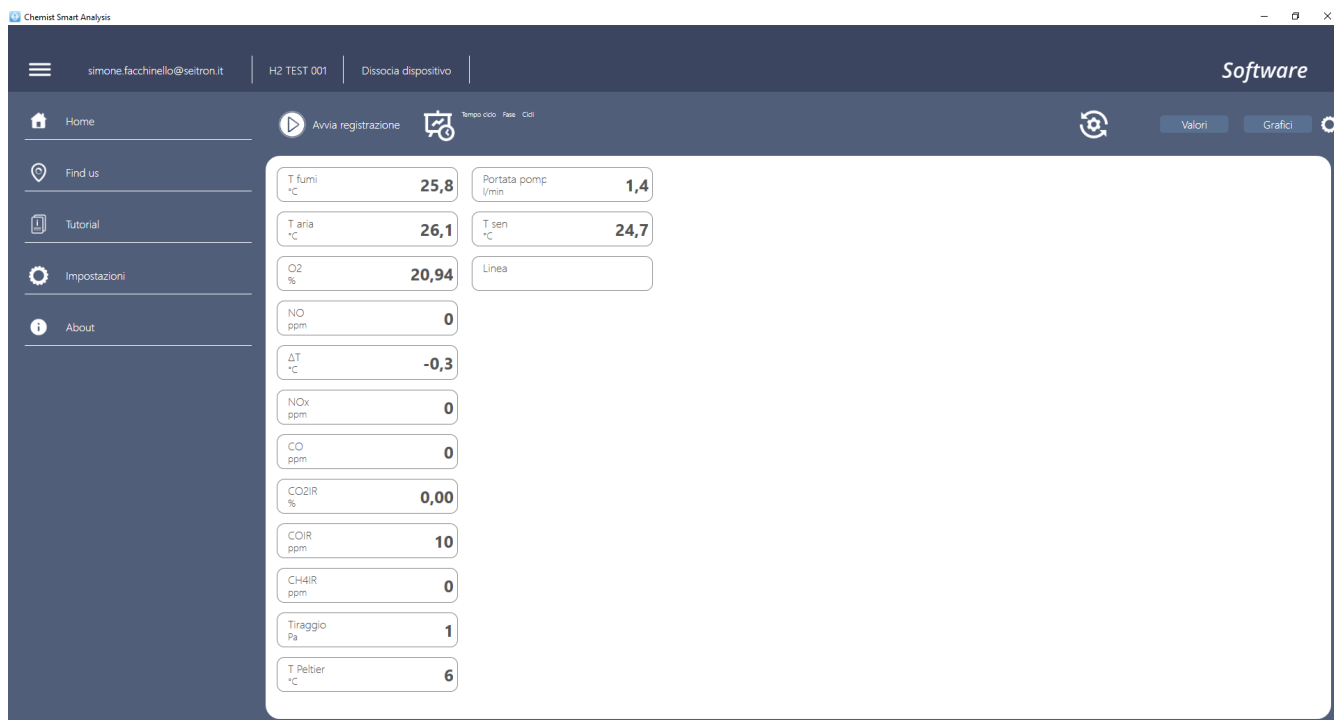 Chemist Smart Analysis
simone.facchinello@seitron.it
H2 TEST 001
Dissocia dispositivo
Software
Home
Find us
Tutorial
Impostazioni
About
Avvia registrazione
Tempo ciclo Fase Cicli
Valori
Grafici
T fumi
°C
25,8
T aria
°C
26,1
O2
%
20,94
NO
ppm
0
ΔT
°C
-0,3
NOx
ppm
0
CO
ppm
0
CO2IR
%
0,00
COIR
ppm
10
CH4IR
ppm
0
Tiraggio
Pa
1
T Peltier
°C
6
Portata pomp
l/min
1,4
T sen
°C
24,7
Linea